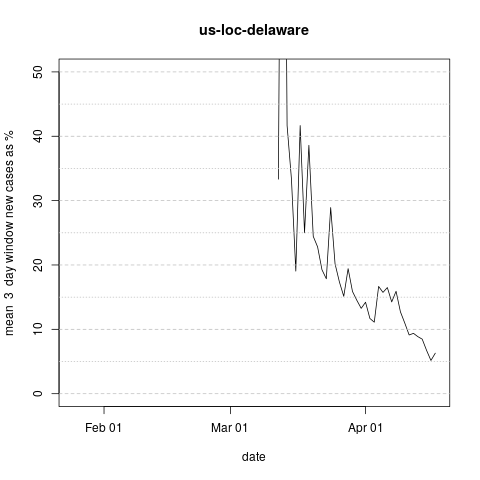 us-loc-delaware
mean 3 day window new cases as %
50
40
30
20
10
0
Feb 01
Mar 01
Apr 01
date